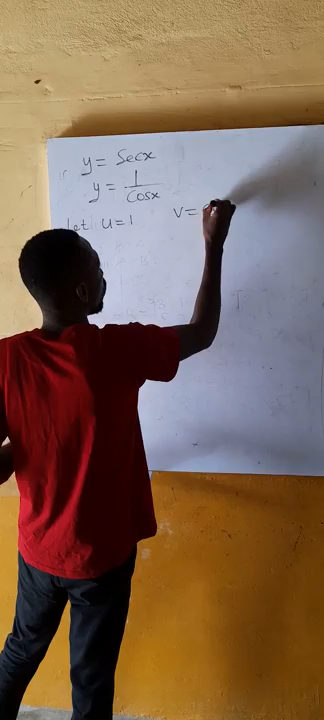 y = Secx
y = 1/Cosx
let u=1 v=